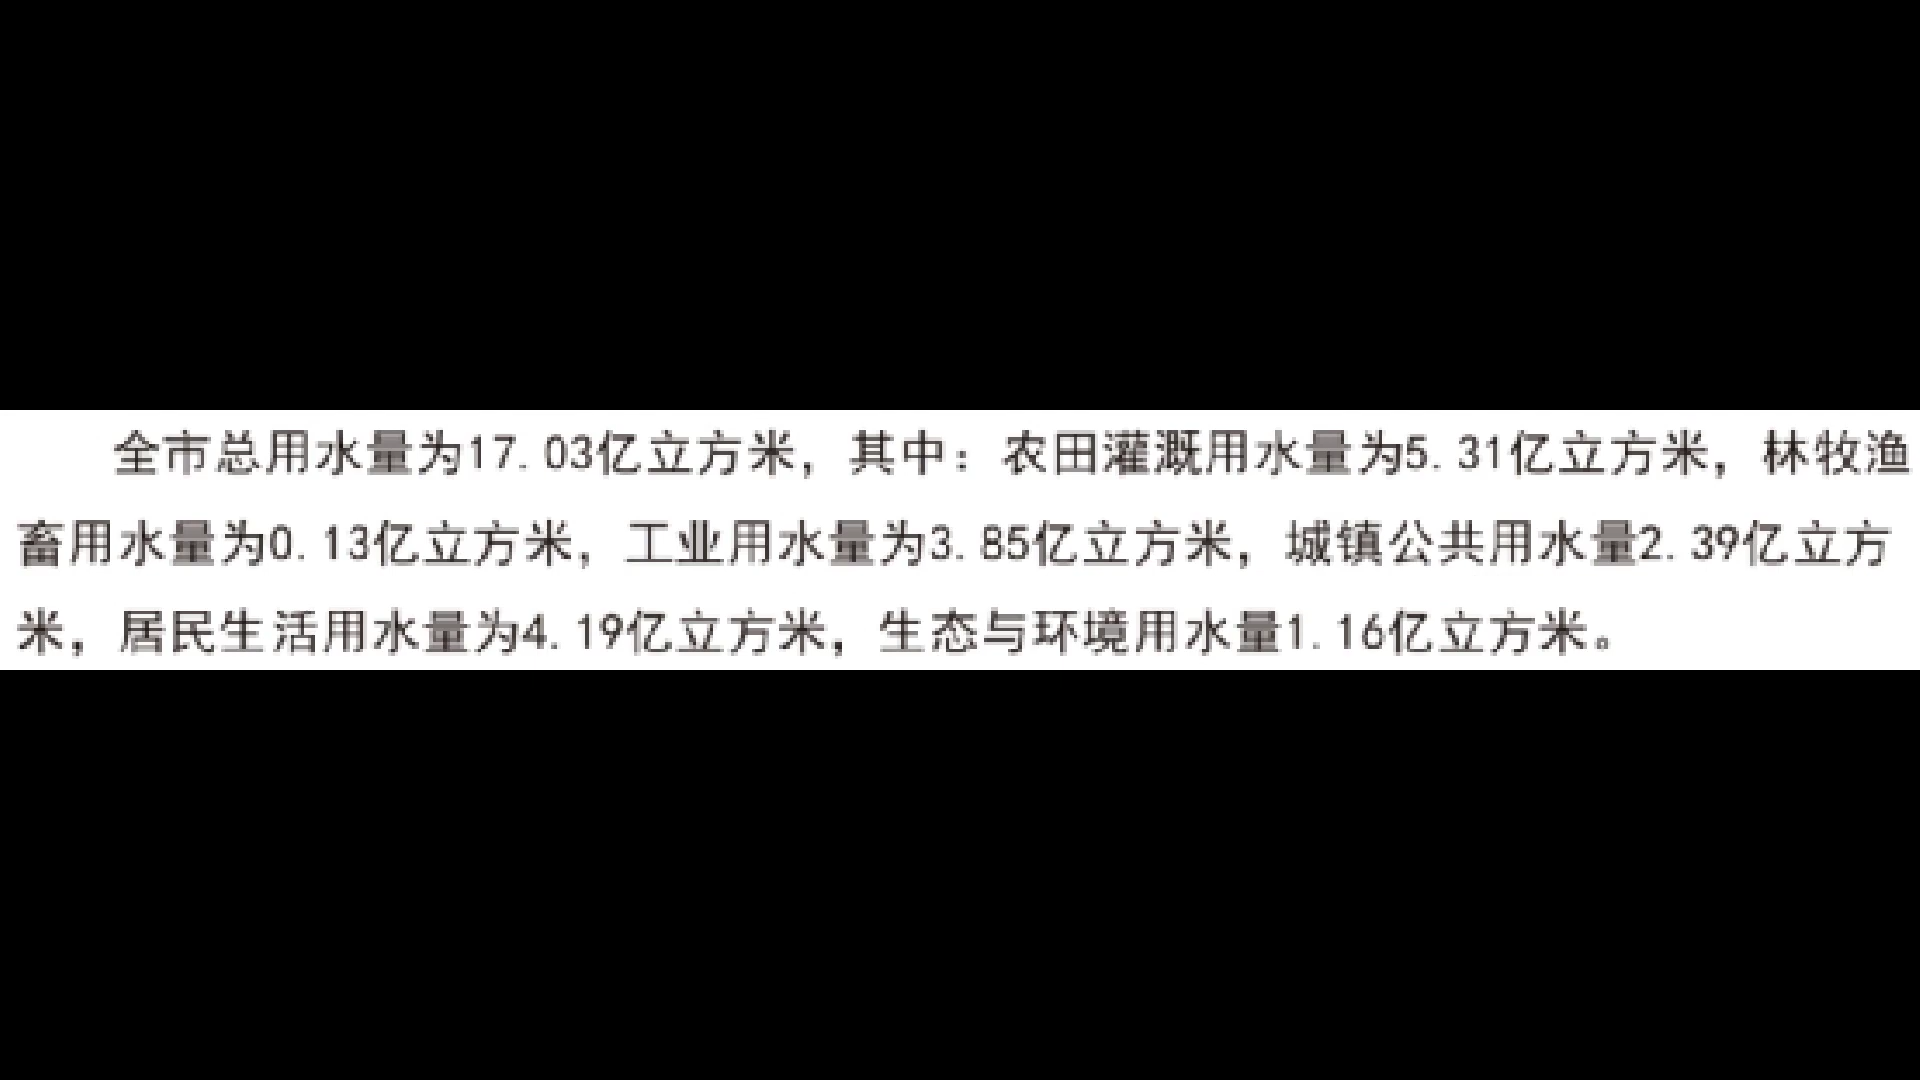 全市总用水量为17.03亿立方米，其中：农田灌溉用水量为5.31亿立方米，林牧渔
畜用水量为0.13亿立方米，工业用水量为3.85亿立方米，城镇公共用水量2.39亿立方
米，居民生活用水量为4.19亿立方米，生态与环境用水量1.16亿立方米。